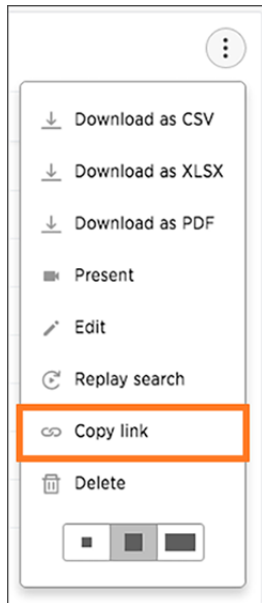 Download as CSV
Download as XLSX
Download as PDF
Present
Edit
Replay search
Copy link
Delete